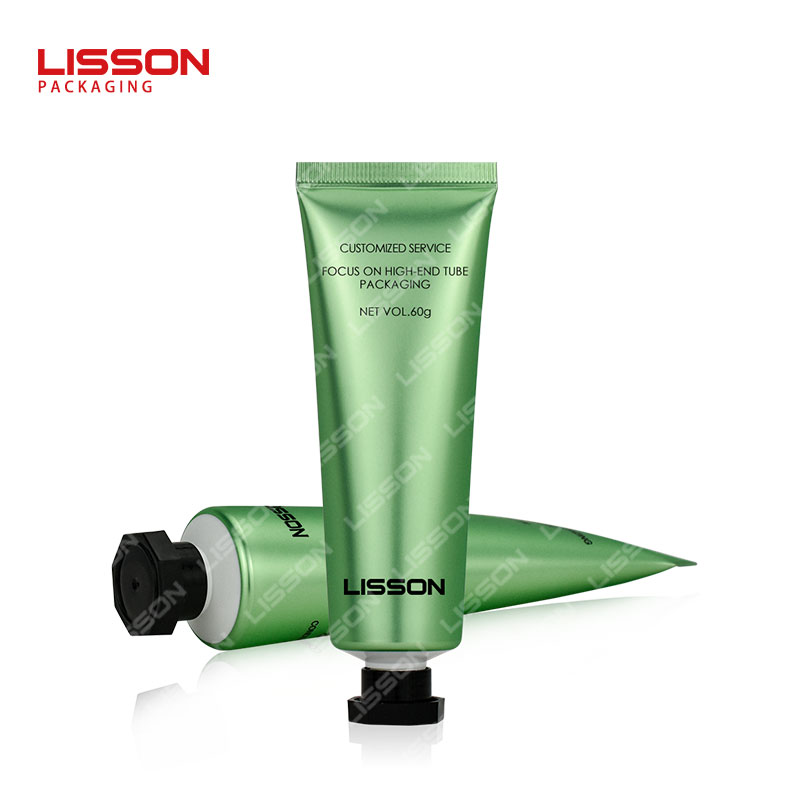 LISSON
PACKAGING
CUSTOMIZED SERVICE
FOCUS ON HIGH-END TUBE
PACKAGING
NET VOL.60g
LISSON
LISSON